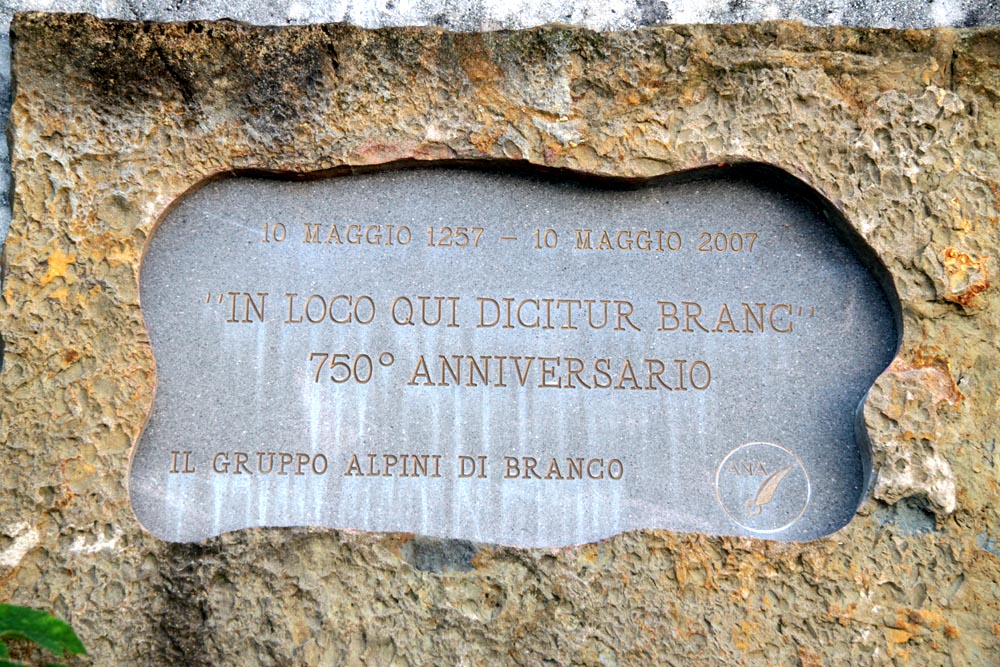 10 MAGGIO 1257 – 10 MAGGIO 2007
"IN LOCO QUI DICITUR BRANC"
750° ANNIVERSARIO
IL GRUPPO ALPINI DI BRANCO
ANA